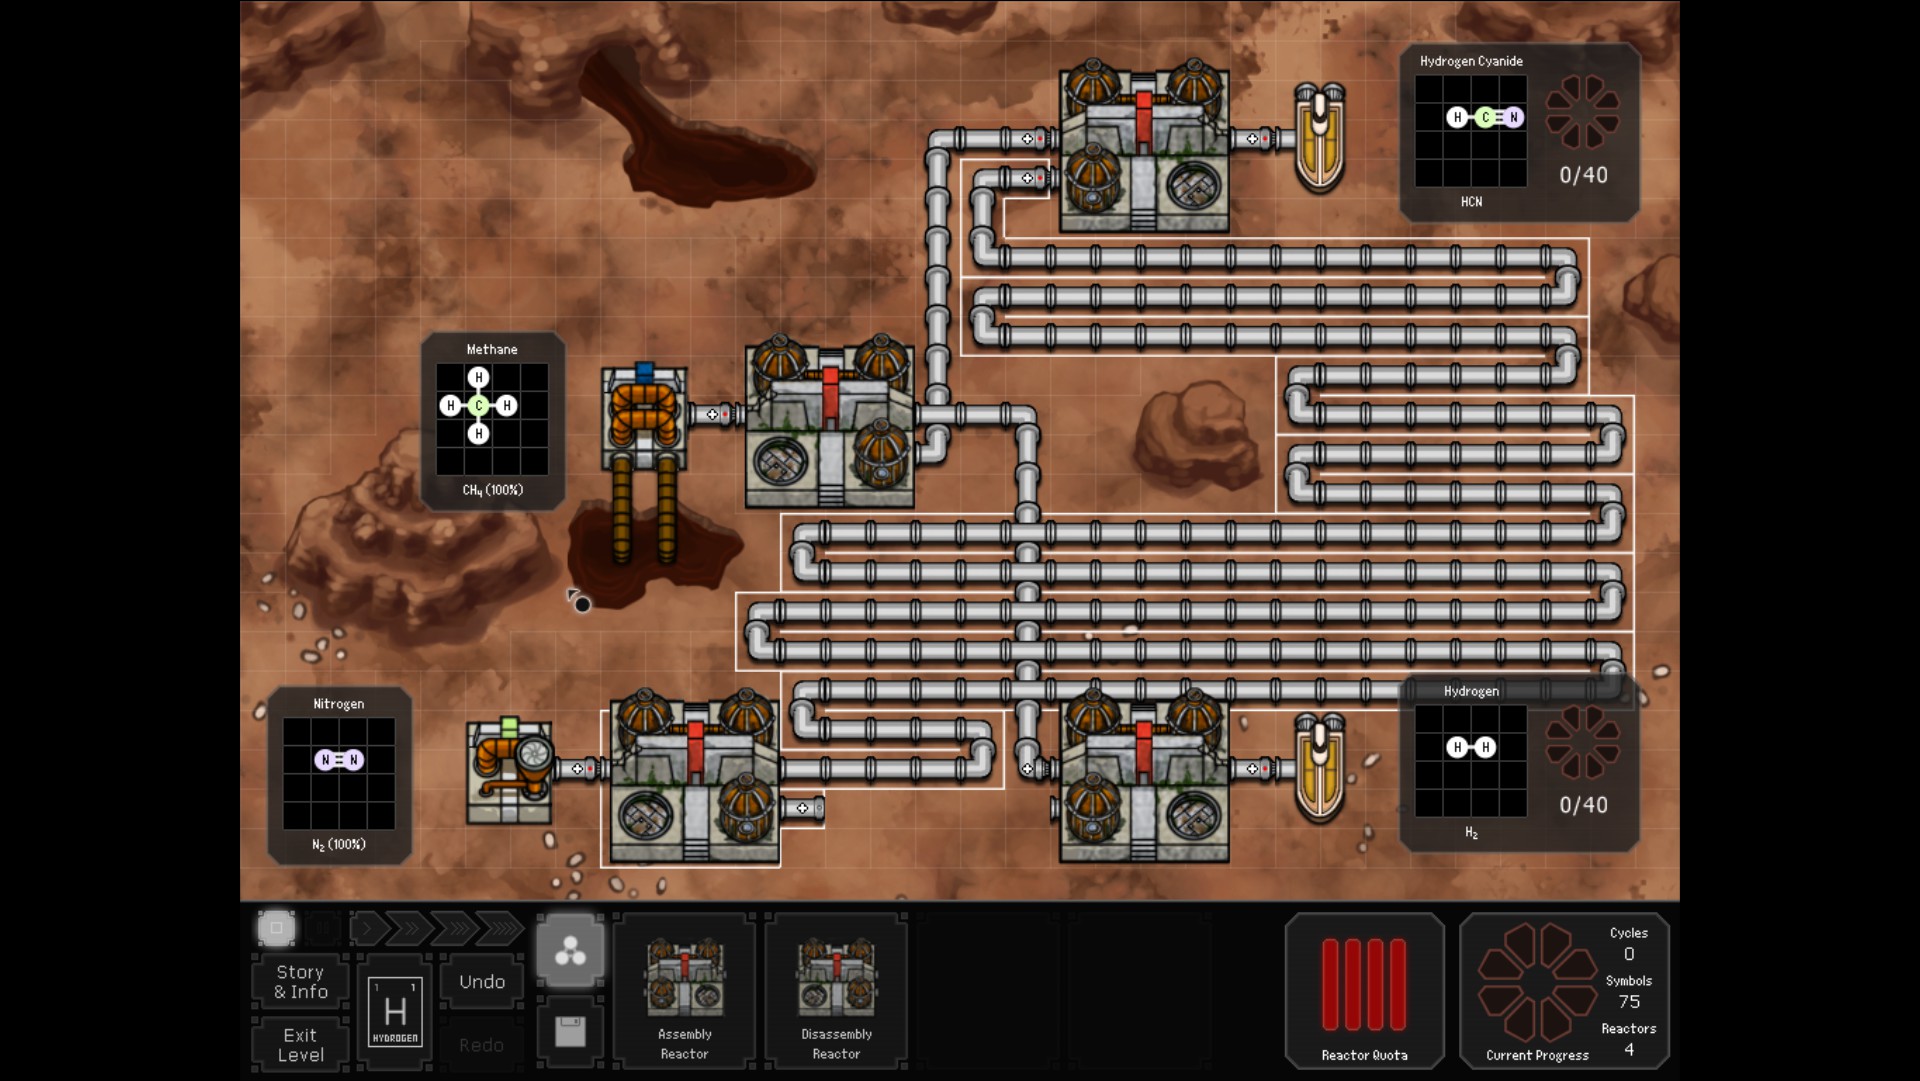 Hydrogen Cyanide
H C N
0/40
HCN
Methane
H
H C H
H
CH₄ (100%)
Nitrogen
N N
N₂ (100%)
Hydrogen
H H
0/40
H₂
Story
& Info
Exit
Level
1 1
H
HYDROGEN
Undo
Redo
Assembly
Reactor
Disassembly
Reactor
Reactor Quota
Current Progress
Cycles
0
Symbols
75
Reactors
4